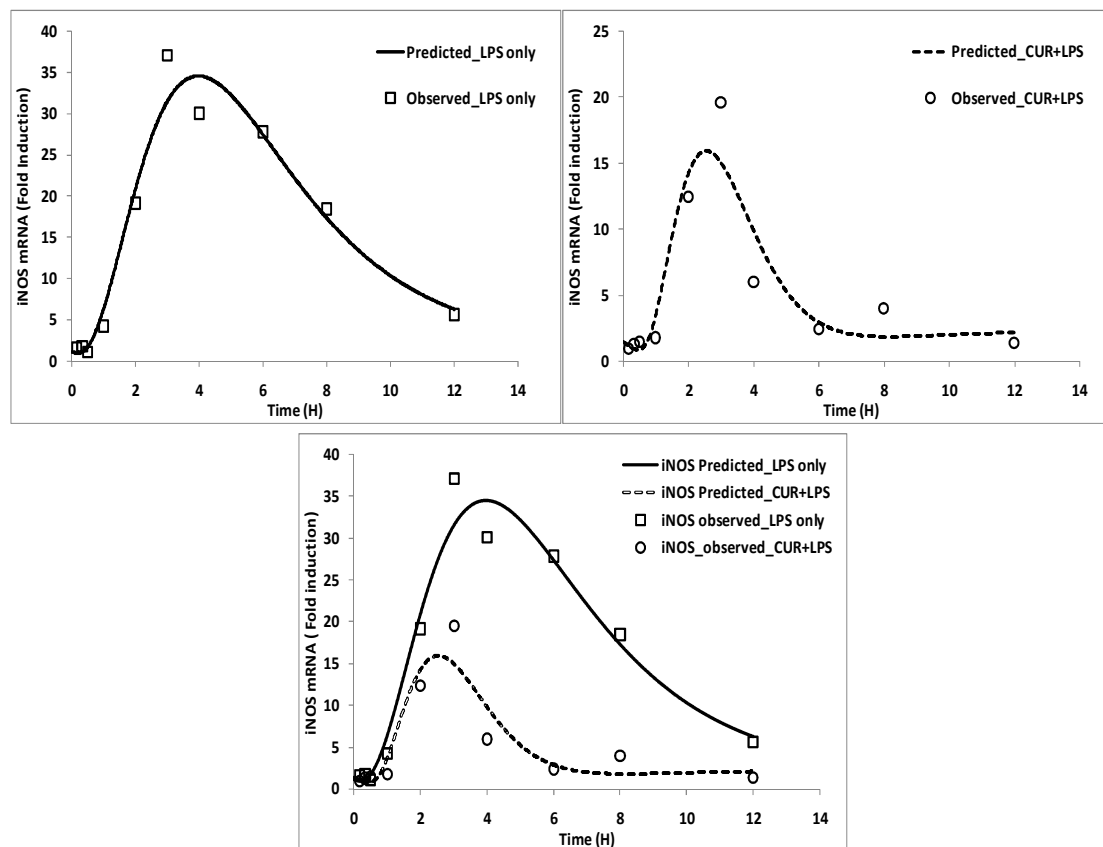 40
35
30
25
20
15
10
5
0
iNOS mRNA (Fold Induction)
Predicted_LPS only
Observed_LPS only
0 2 4 6 8 10 12 14
Time (H)
25
20
15
10
5
0
iNOS mRNA (Fold induction)
Predicted_CUR+LPS
Observed_CUR+LPS
0 2 4 6 8 10 12 14
Time (H)
40
35
30
25
20
15
10
5
0
iNOS mRNA ( Fold induction)
iNOS Predicted_LPS only
iNOS Predicted_CUR+LPS
iNOS observed_LPS only
iNOS_observed_CUR+LPS
0 2 4 6 8 10 12 14
Time (H)